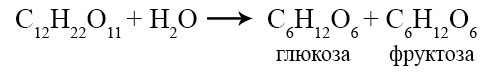 C₁₂H₂₂O₁₁ + H₂O ⟶ C₆H₁₂O₆ + C₆H₁₂O₆
глюкоза фруктоза